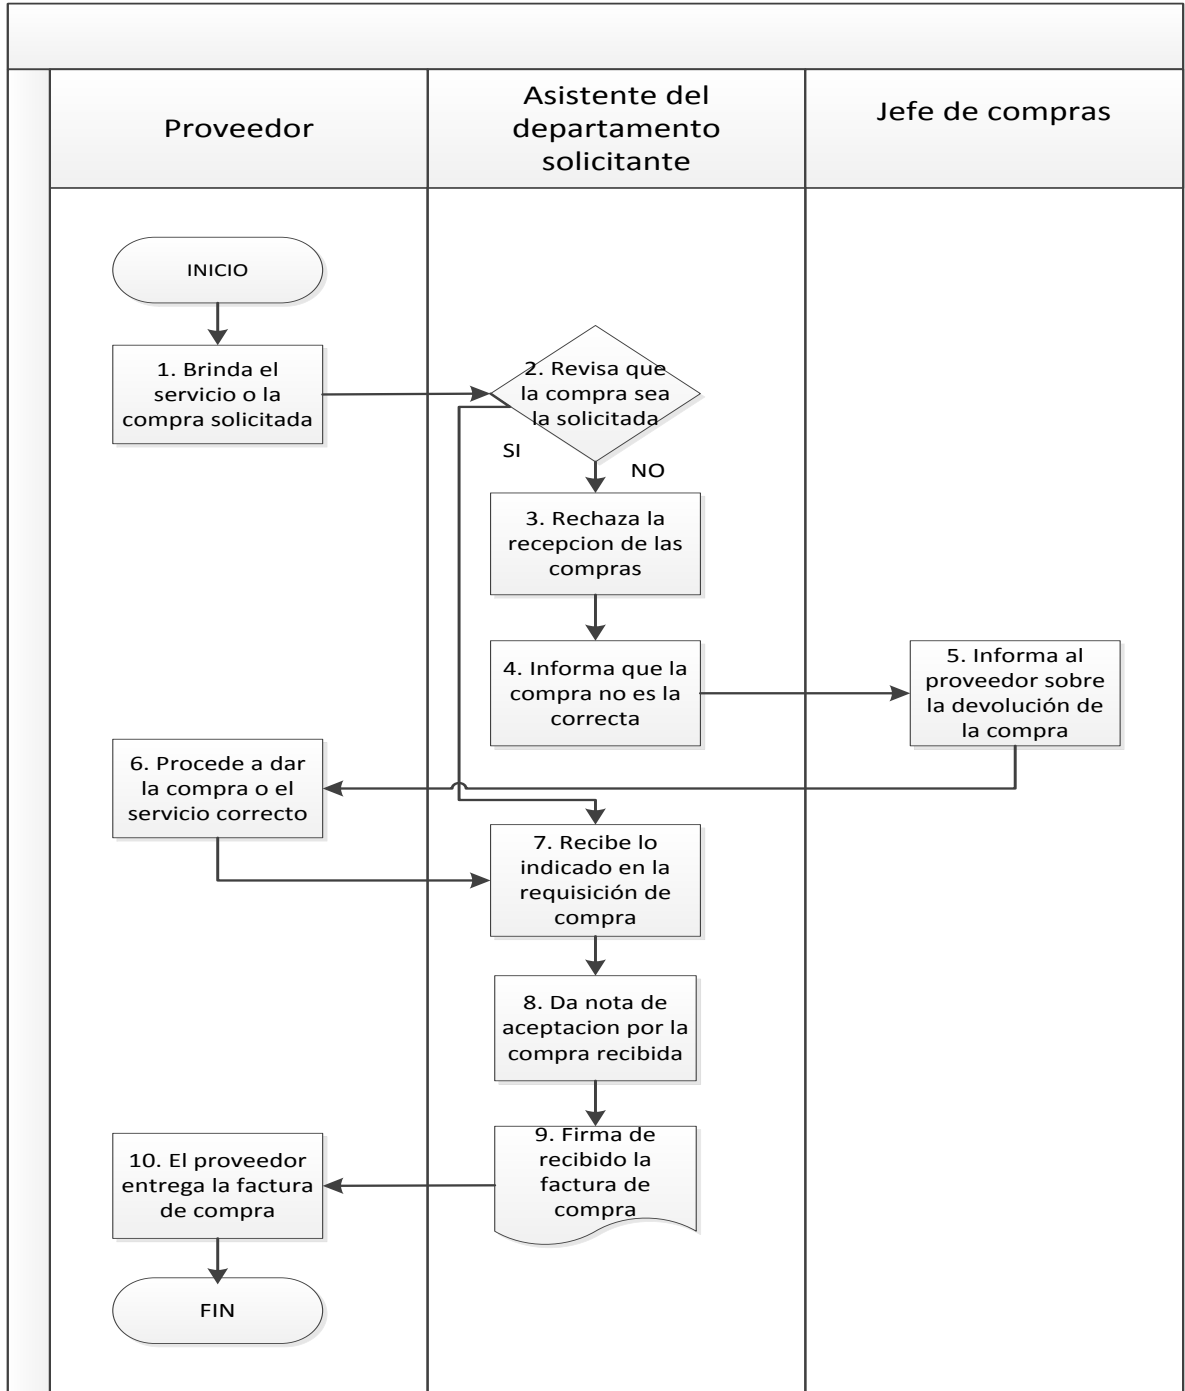 Proveedor
Asistente del
departamento
solicitante
Jefe de compras
INICIO
1. Brinda el
servicio o la
compra solicitada
2. Revisa que
la compra sea
la solicitada
SI
NO
3. Rechaza la
recepcion de las
compras
4. Informa que la
compra no es la
correcta
5. Informa al
proveedor sobre
la devolución de
la compra
6. Procede a dar
la compra o el
servicio correcto
7. Recibe lo
indicado en la
requisición de
compra
8. Da nota de
aceptacion por la
compra recibida
9. Firma de
recibido la
factura de
compra
10. El proveedor
entrega la factura
de compra
FIN